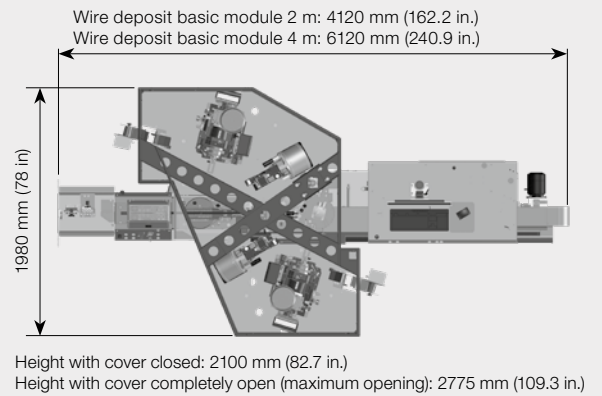 Wire deposit basic module 2 m: 4120 mm (162.2 in.)
Wire deposit basic module 4 m: 6120 mm (240.9 in.)
1980 mm (78 in)
Height with cover closed: 2100 mm (82.7 in.)
Height with cover completely open (maximum opening): 2775 mm (109.3 in.)